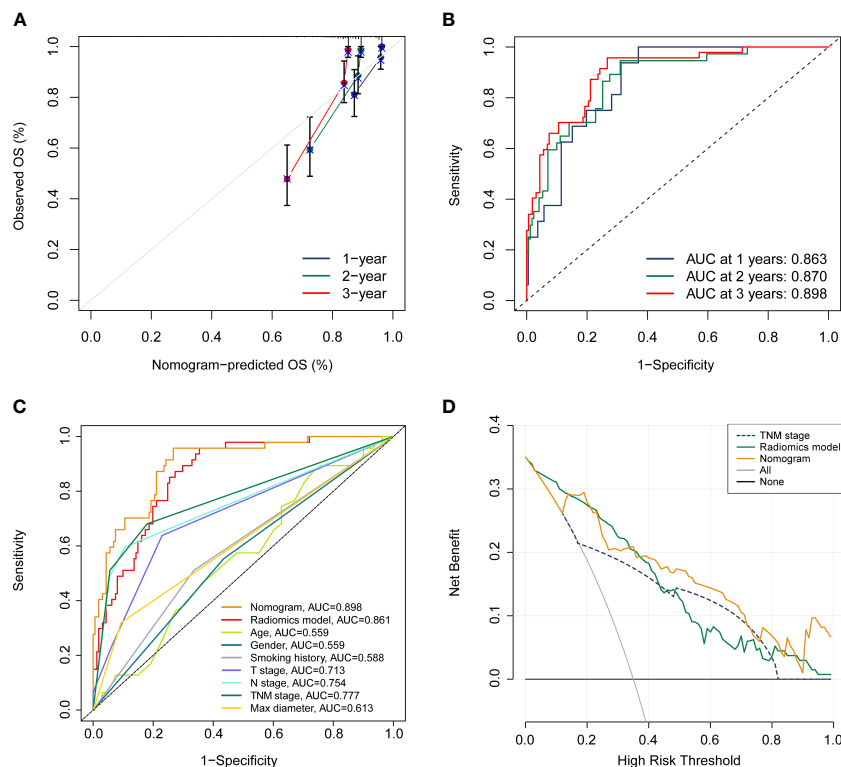 A
Observed OS (%)
1.0
0.8
0.6
0.4
0.2
0.0
1−year
2−year
3−year
0.0 0.2 0.4 0.6 0.8 1.0
Nomogram−predicted OS (%)
B
Sensitivity
1.0
0.8
0.6
0.4
0.2
0.0
AUC at 1 years: 0.863
AUC at 2 years: 0.870
AUC at 3 years: 0.898
0.0 0.2 0.4 0.6 0.8 1.0
1−Specificity
C
Sensitivity
1.0
0.8
0.6
0.4
0.2
0.0
Nomogram, AUC=0.898
Radiomics model, AUC=0.861
Age, AUC=0.559
Gender, AUC=0.559
Smoking history, AUC=0.588
T stage, AUC=0.713
N stage, AUC=0.754
TNM stage, AUC=0.777
Max diameter, AUC=0.613
0.0 0.2 0.4 0.6 0.8 1.0
1−Specificity
D
Net Benefit
0.4
0.3
0.2
0.1
0.0
TNM stage
Radiomics model
Nomogram
All
None
0.0 0.2 0.4 0.6 0.8 1.0
High Risk Threshold